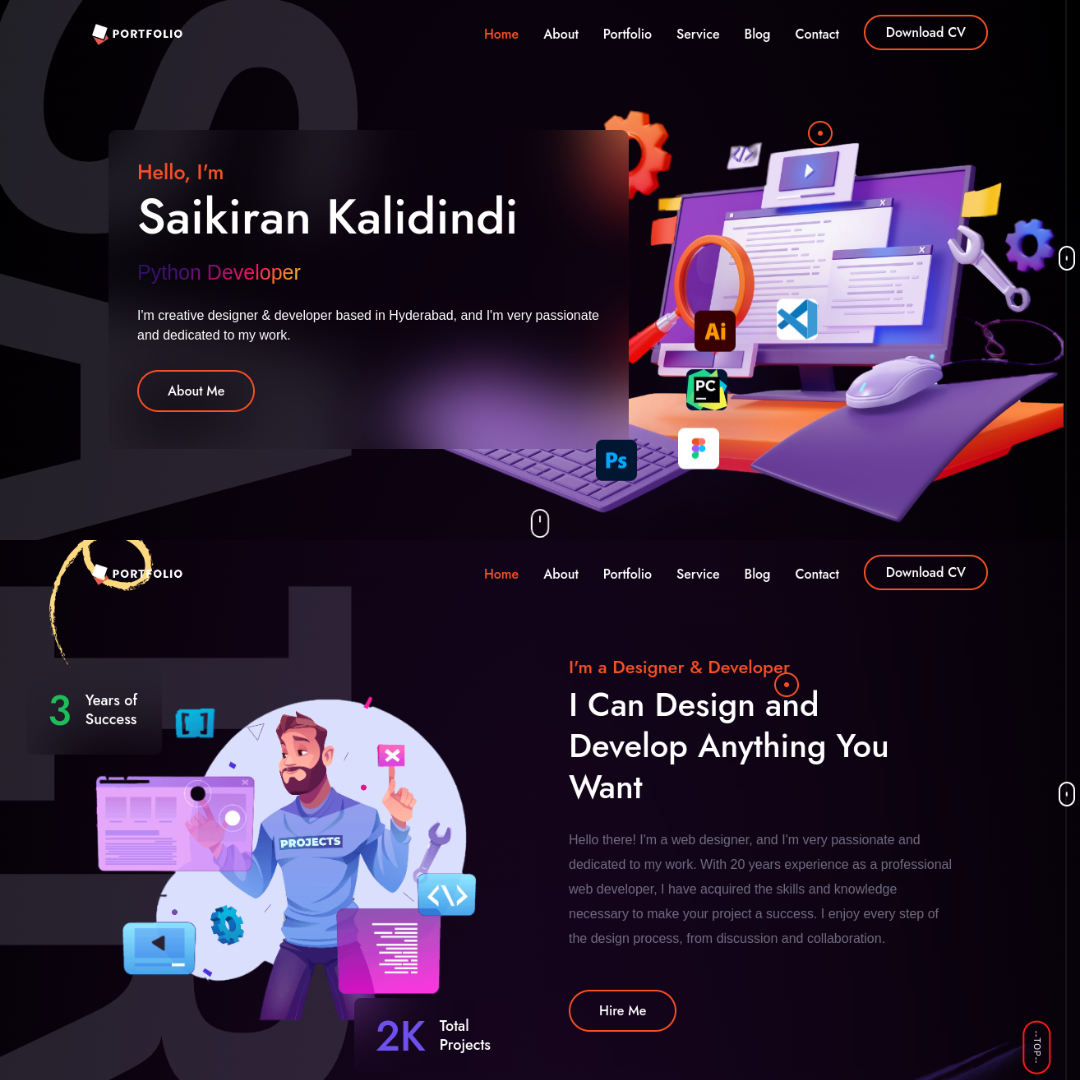 PORTFOLIO
Home About Portfolio Service Blog Contact Download CV
Hello, I'm
Saikiran Kalidindi
Python Developer
I'm creative designer & developer based in Hyderabad, and I'm very passionate
and dedicated to my work.
About Me
</>
Ai
PC
Ps
PORTFOLIO
Home About Portfolio Service Blog Contact Download CV
3 Years of
Success
[ ]
PROJECTS
<\>
2K Total
Projects
I'm a Designer & Developer
I Can Design and
Develop Anything You
Want
Hello there! I'm a web designer, and I'm very passionate and
dedicated to my work. With 20 years experience as a professional
web developer, I have acquired the skills and knowledge
necessary to make your project a success. I enjoy every step of
the design process, from discussion and collaboration.
Hire Me
..TOP..